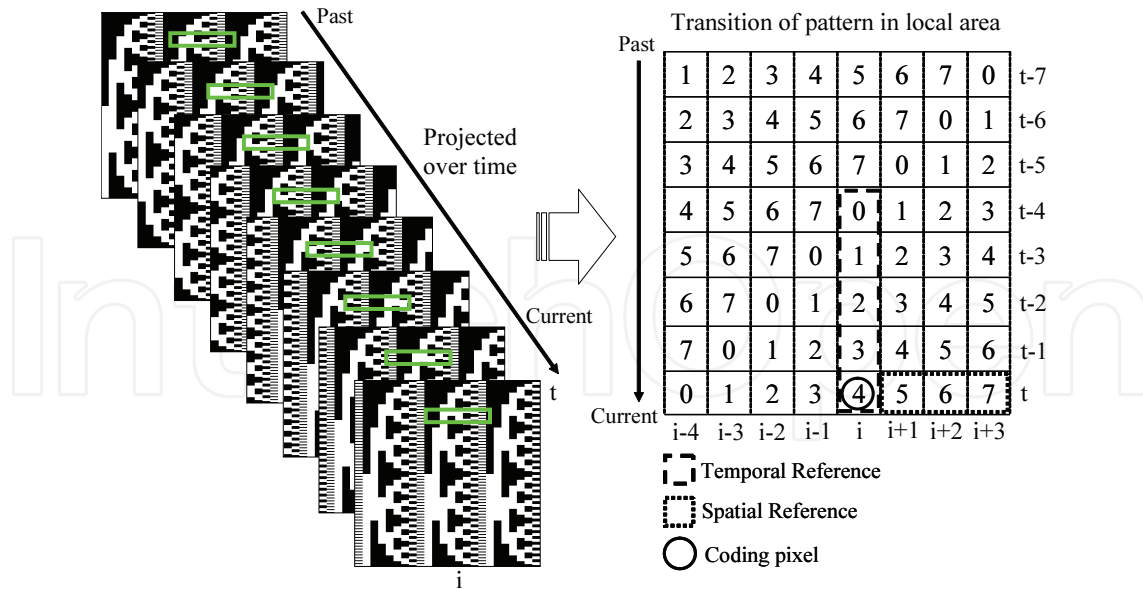 Past
Projected
over time
Current
t
i
Transition of pattern in local area
Past
1 2 3 4 5 6 7 0 t-7
2 3 4 5 6 7 0 1 t-6
3 4 5 6 7 0 1 2 t-5
4 5 6 7 0 1 2 3 t-4
5 6 7 0 1 2 3 4 t-3
6 7 0 1 2 3 4 5 t-2
7 0 1 2 3 4 5 6 t-1
0 1 2 3 4 5 6 7 t
Current
i-4 i-3 i-2 i-1 i i+1 i+2 i+3
Temporal Reference
Spatial Reference
Coding pixel
IntechOpen